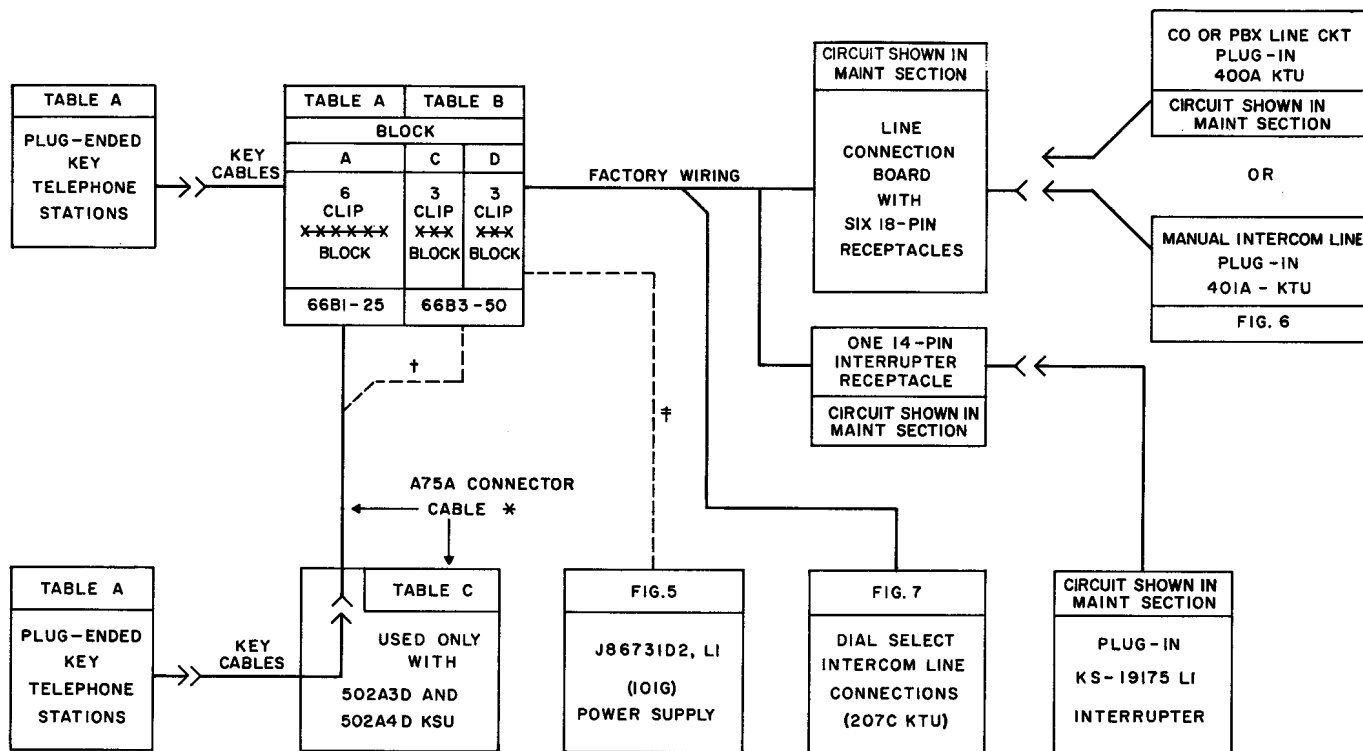 TABLE A
PLUG-ENDED
KEY
TELEPHONE
STATIONS
KEY
CABLES
TABLE A
TABLE B
BLOCK
A
C
D
6
CLIP
XXXXXX
BLOCK
3
CLIP
XXX
BLOCK
3
CLIP
XXX
BLOCK
66B1-25
66B3-50
FACTORY WIRING
CIRCUIT SHOWN IN
MAINT SECTION
LINE
CONNECTION
BOARD
WITH
SIX 18-PIN
RECEPTACLES
CO OR PBX LINE CKT
PLUG-IN
400A KTU
CIRCUIT SHOWN IN
MAINT SECTION
OR
MANUAL INTERCOM LINE
PLUG-IN
401A-KTU
FIG. 6
ONE 14-PIN
INTERRUPTER
RECEPTACLE
CIRCUIT SHOWN IN
MAINT SECTION
†
‡
A75A CONNECTOR
CABLE *
TABLE A
PLUG-ENDED
KEY
TELEPHONE
STATIONS
KEY
CABLES
TABLE C
USED ONLY
WITH
502A3D AND
502A4D KSU
FIG.5
J86731D2, L1
(101G)
POWER SUPPLY
FIG. 7
DIAL SELECT
INTERCOM LINE
CONNECTIONS
(207C KTU)
CIRCUIT SHOWN IN
MAINT SECTION
PLUG-IN
KS-19175 L1
INTERRUPTER